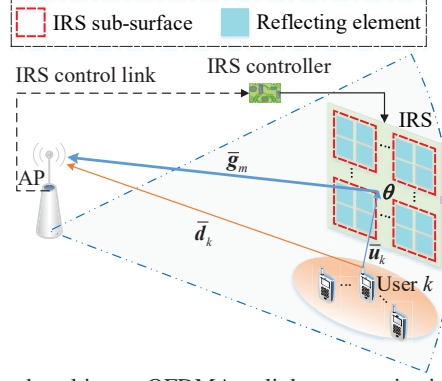 IRS sub-surface Reflecting element
IRS control link
IRS controller
IRS
AP
ḡₘ
θ
d̄ₖ
ūₖ
User k